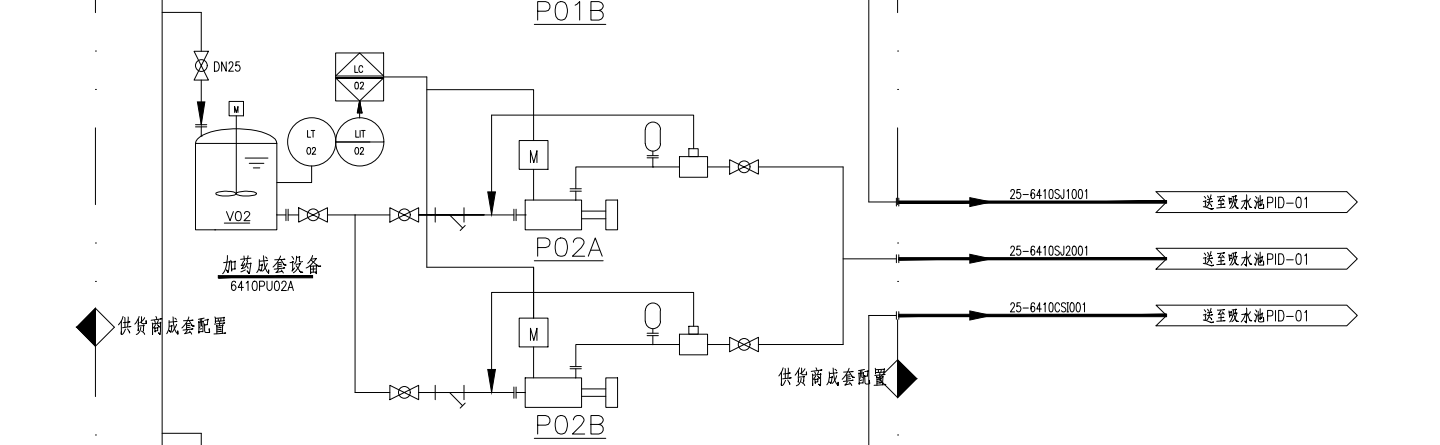 P01B
DN25
LC
02
M
LT
02
LIT
02
M
25-6410SJ1001
送至吸水池PID-01
V02
P02A
25-6410SJ2001
送至吸水池PID-01
加药成套设备
6410PU02A
25-6410CSI001
送至吸水池PID-01
供货商成套配置
M
供货商成套配置
P02B